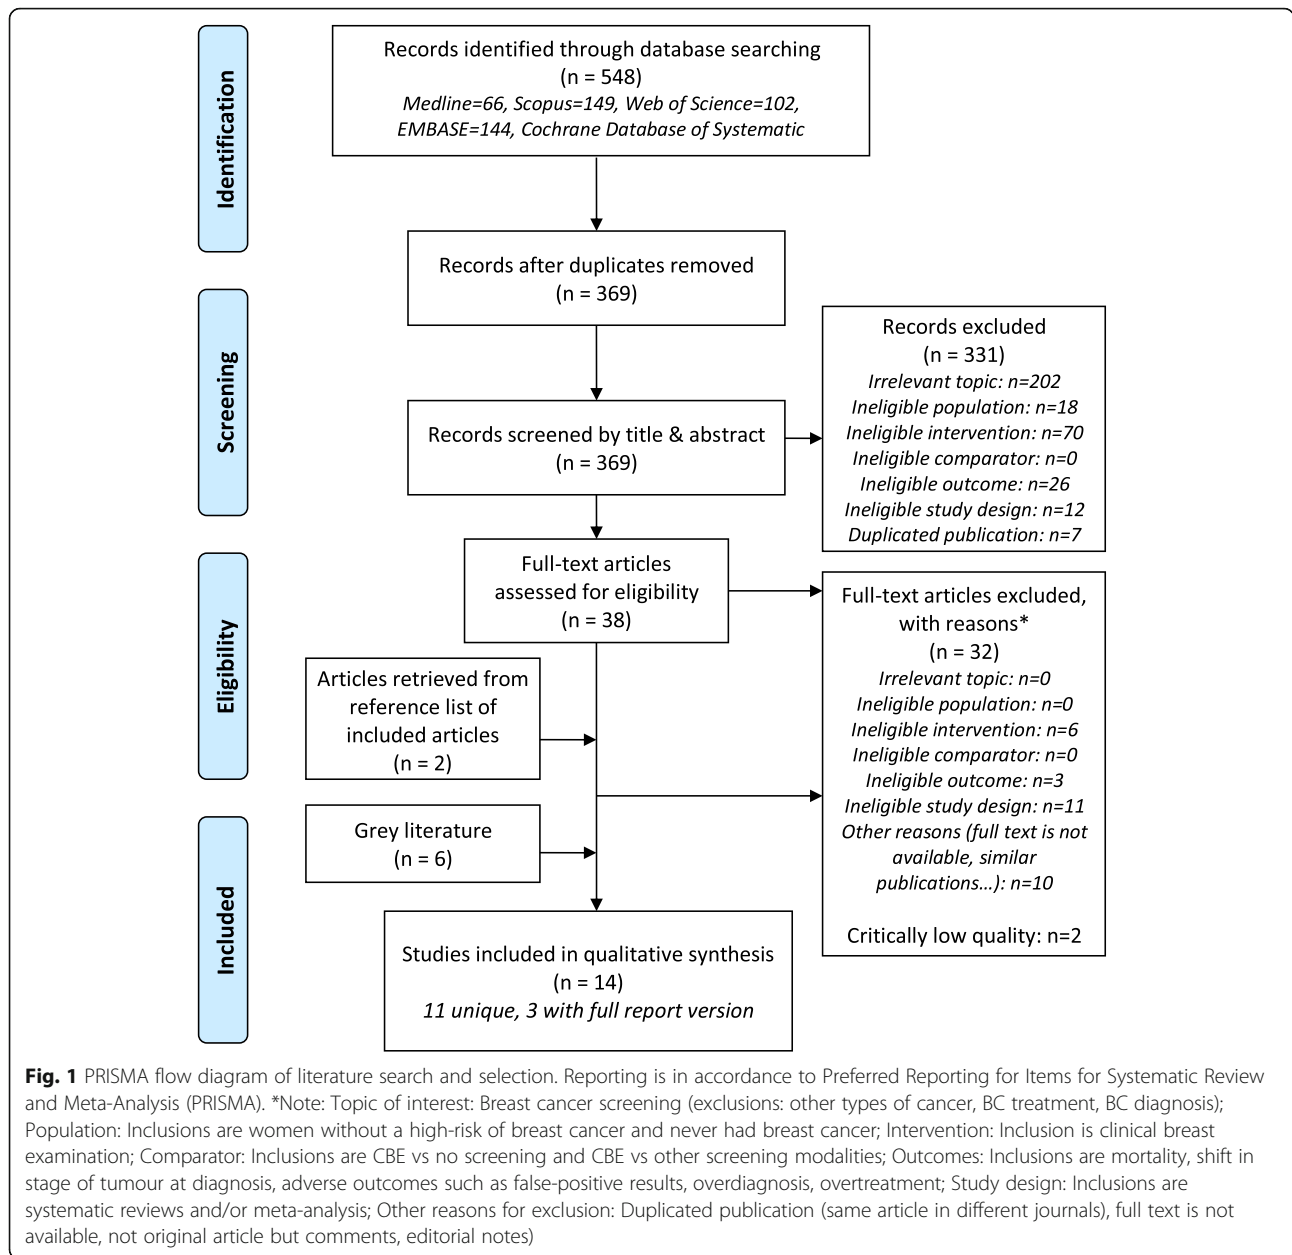 Identification
Records identified through database searching
(n = 548)
Medline=66, Scopus=149, Web of Science=102,
EMBASE=144, Cochrane Database of Systematic
Records after duplicates removed
(n = 369)
Screening
Records screened by title & abstract
(n = 369)
Records excluded
(n = 331)
Irrelevant topic: n=202
Ineligible population: n=18
Ineligible intervention: n=70
Ineligible comparator: n=0
Ineligible outcome: n=26
Ineligible study design: n=12
Duplicated publication: n=7
Eligibility
Full-text articles
assessed for eligibility
(n = 38)
Full-text articles excluded,
with reasons*
(n = 32)
Irrelevant topic: n=0
Ineligible population: n=0
Ineligible intervention: n=6
Ineligible comparator: n=0
Ineligible outcome: n=3
Ineligible study design: n=11
Other reasons (full text is not
available, similar
publications…): n=10
Critically low quality: n=2
Articles retrieved from
reference list of
included articles
(n = 2)
Grey literature
(n = 6)
Included
Studies included in qualitative synthesis
(n = 14)
11 unique, 3 with full report version
Fig. 1 PRISMA flow diagram of literature search and selection. Reporting is in accordance to Preferred Reporting for Items for Systematic Review
and Meta-Analysis (PRISMA). *Note: Topic of interest: Breast cancer screening (exclusions: other types of cancer, BC treatment, BC diagnosis);
Population: Inclusions are women without a high-risk of breast cancer and never had breast cancer; Intervention: Inclusion is clinical breast
examination; Comparator: Inclusions are CBE vs no screening and CBE vs other screening modalities; Outcomes: Inclusions are mortality, shift in
stage of tumour at diagnosis, adverse outcomes such as false-positive results, overdiagnosis, overtreatment; Study design: Inclusions are
systematic reviews and/or meta-analysis; Other reasons for exclusion: Duplicated publication (same article in different journals), full text is not
available, not original article but comments, editorial notes)